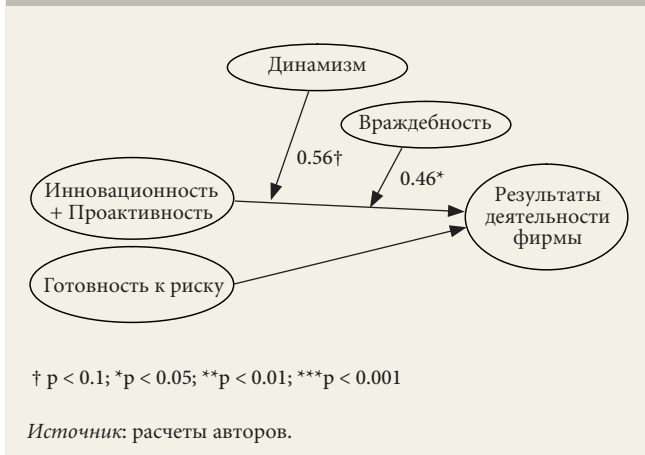 Динамизм
Враждебность
0.56†
0.46*
Инновационность
+ Проактивность
Результаты
деятельности
фирмы
Готовность к риску
† p < 0.1; *p < 0.05; **p < 0.01; ***p < 0.001
Источник: расчеты авторов.